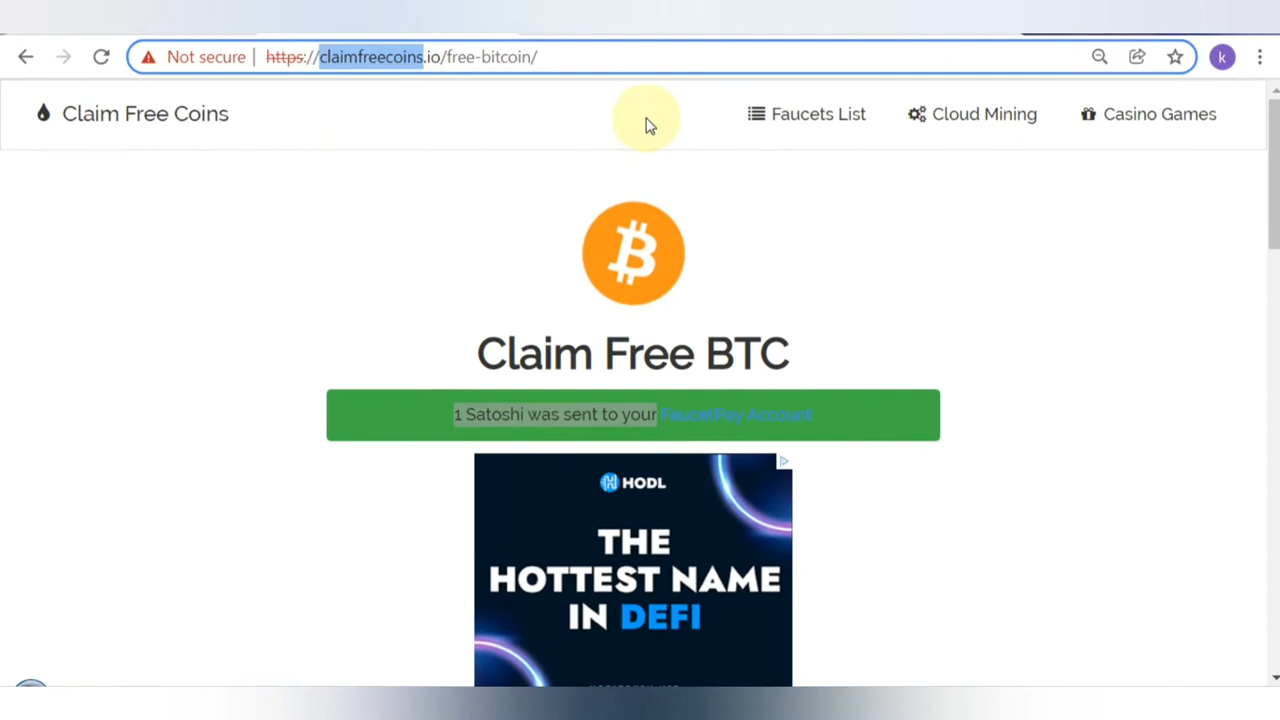 Not secure | https://claimfreecoins.io/free-bitcoin/
k
Claim Free Coins
Faucets List
Cloud Mining
Casino Games
Claim Free BTC
1 Satoshi was sent to your FaucetPay Account
HODL
THE
HOTTEST NAME
IN DEFI